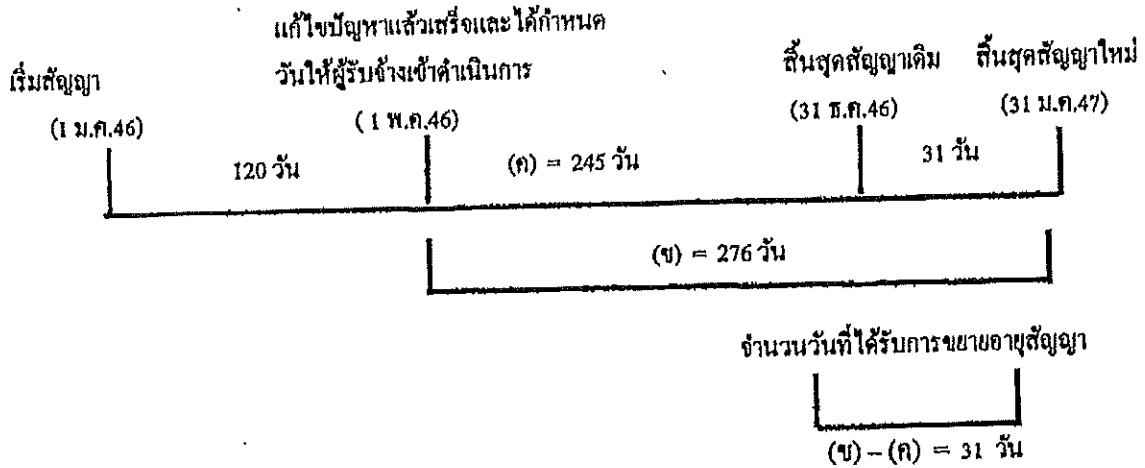 แก้ไขปัญหาแล้วเสร็จและได้กำหนด
วันให้ผู้รับจ้างเข้าดำเนินการ
เริ่มสัญญา
สิ้นสุดสัญญาเดิม สิ้นสุดสัญญาใหม่
(1 ม.ค.46) (1 พ.ค.46) (31 ธ.ค.46) (31 ม.ค.47)
120 วัน (ค) = 245 วัน 31 วัน
(ข) = 276 วัน
จำนวนวันที่ได้รับการขยายอายุสัญญา
(ข) – (ค) = 31 วัน